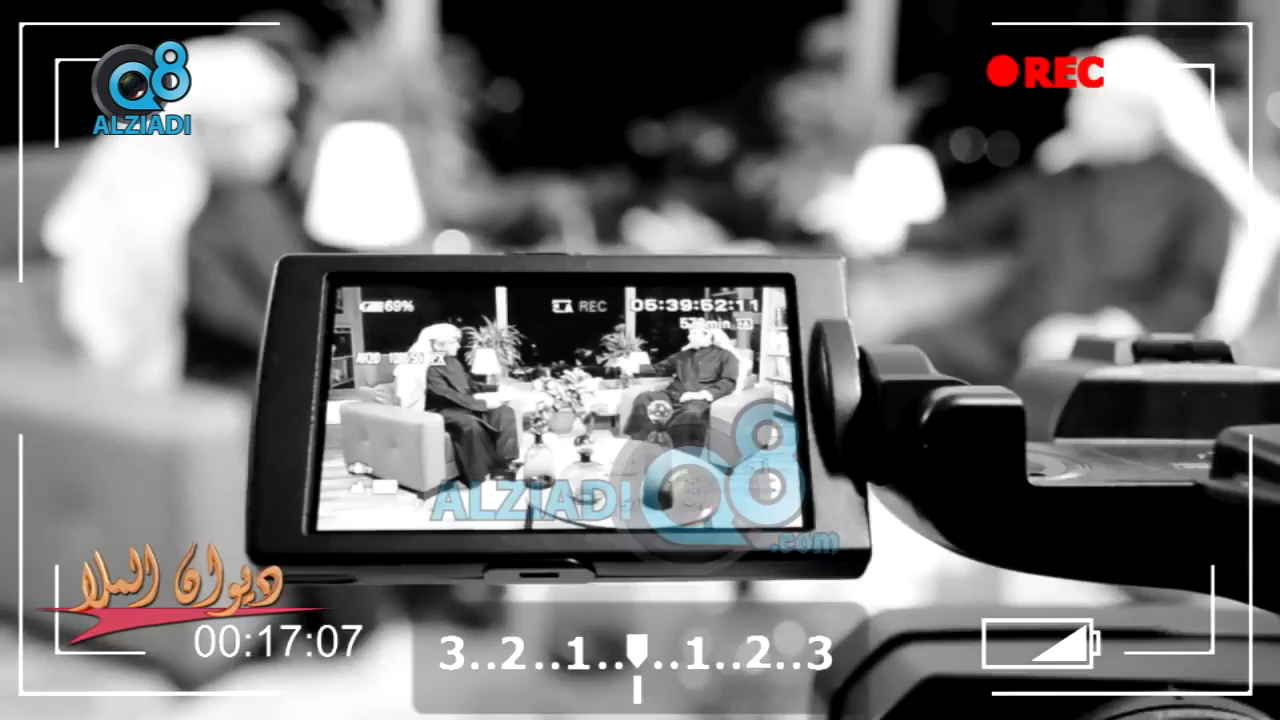 Q8
ALZIADI
REC
69%
REC
05:39:52:11
ALZIADI Q8
.com
ديوان الملا
00:17:07
3..2..1....1..2..3